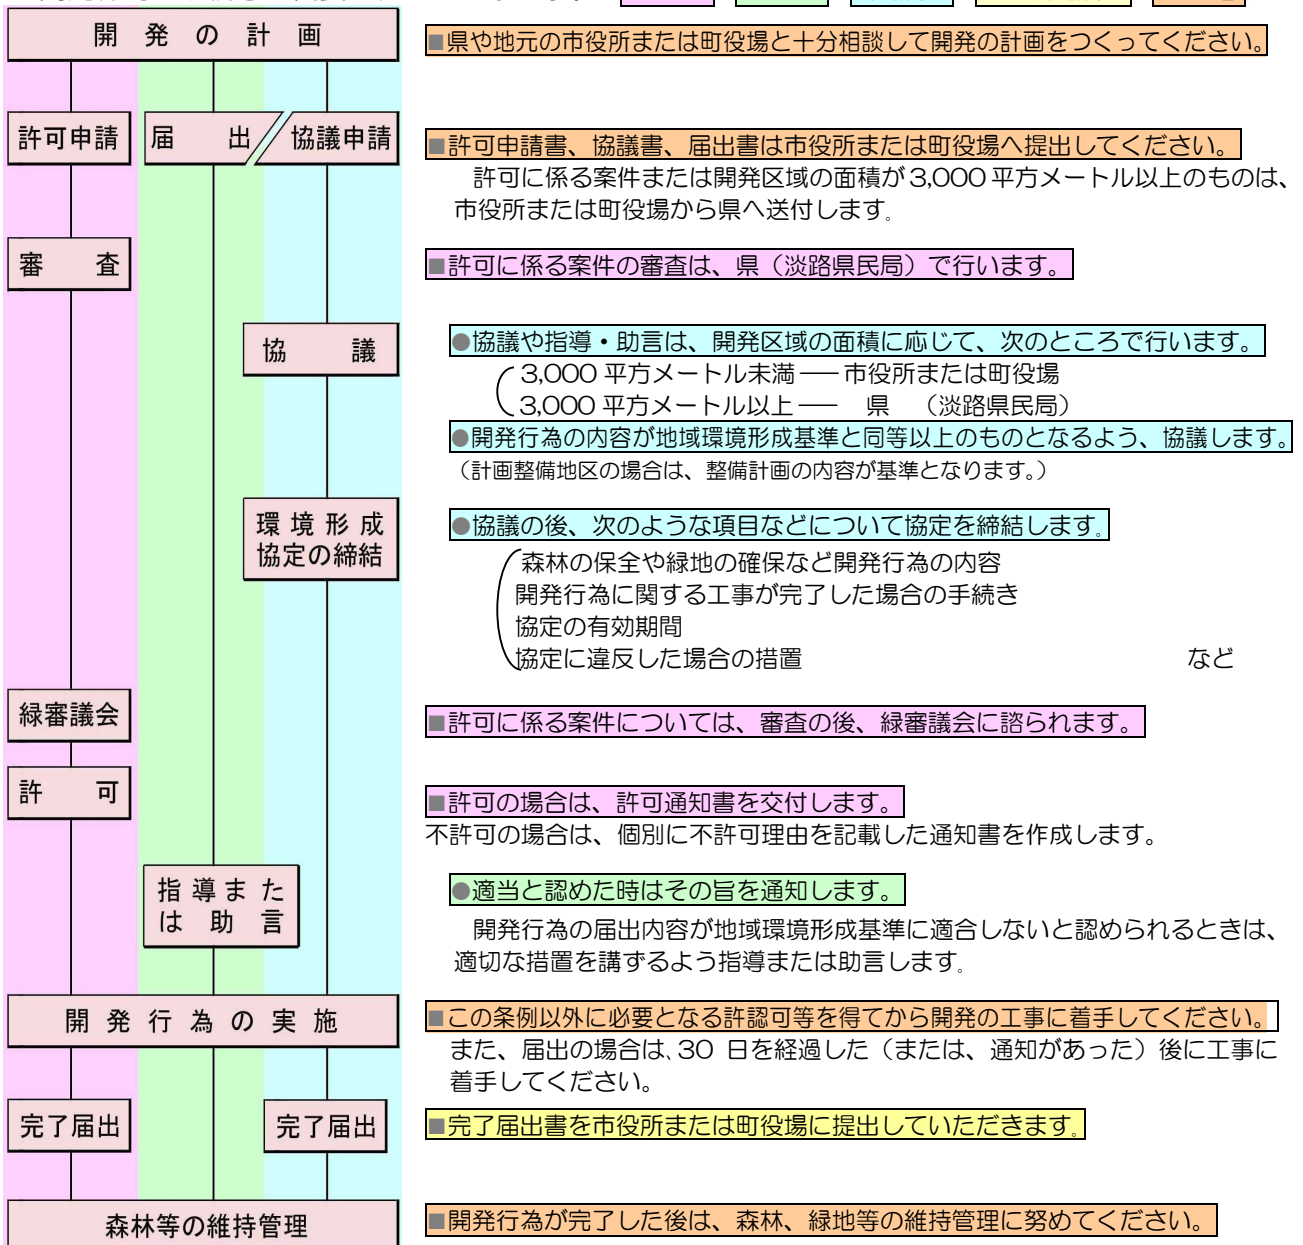 開発の計画
■県や地元の市役所または町役場と十分相談して開発の計画をつくってください。
許可申請
届出
協議申請
■許可申請書、協議書、届出書は市役所または町役場へ提出してください。
許可に係る案件または開発区域の面積が3,000平方メートル以上のものは、
市役所または町役場から県へ送付します。
審査
■許可に係る案件の審査は、県（淡路県民局）で行います。
協議
●協議や指導・助言は、開発区域の面積に応じて、次のところで行います。
3,000平方メートル未満――市役所または町役場
3,000平方メートル以上――　県　（淡路県民局）
●開発行為の内容が地域環境形成基準と同等以上のものとなるよう、協議します。
（計画整備地区の場合は、整備計画の内容が基準となります。）
環境形成
協定の締結
●協議の後、次のような項目などについて協定を締結します。
森林の保全や緑地の確保など開発行為の内容
開発行為に関する工事が完了した場合の手続き
協定の有効期間
協定に違反した場合の措置　など
緑審議会
■許可に係る案件については、審査の後、緑審議会に諮られます。
許可
■許可の場合は、許可通知書を交付します。
不許可の場合は、個別に不許可理由を記載した通知書を作成します。
指導また
は助言
●適当と認めた時はその旨を通知します。
開発行為の届出内容が地域環境形成基準に適合しないと認められるときは、
適切な措置を講ずるよう指導または助言します。
開発行為の実施
■この条例以外に必要となる許認可等を得てから開発の工事に着手してください。
また、届出の場合は、30 日を経過した（または、通知があった）後に工事に
着手してください。
完了届出
完了届出
■完了届出書を市役所または町役場に提出していただきます。
森林等の維持管理
■開発行為が完了した後は、森林、緑地等の維持管理に努めてください。